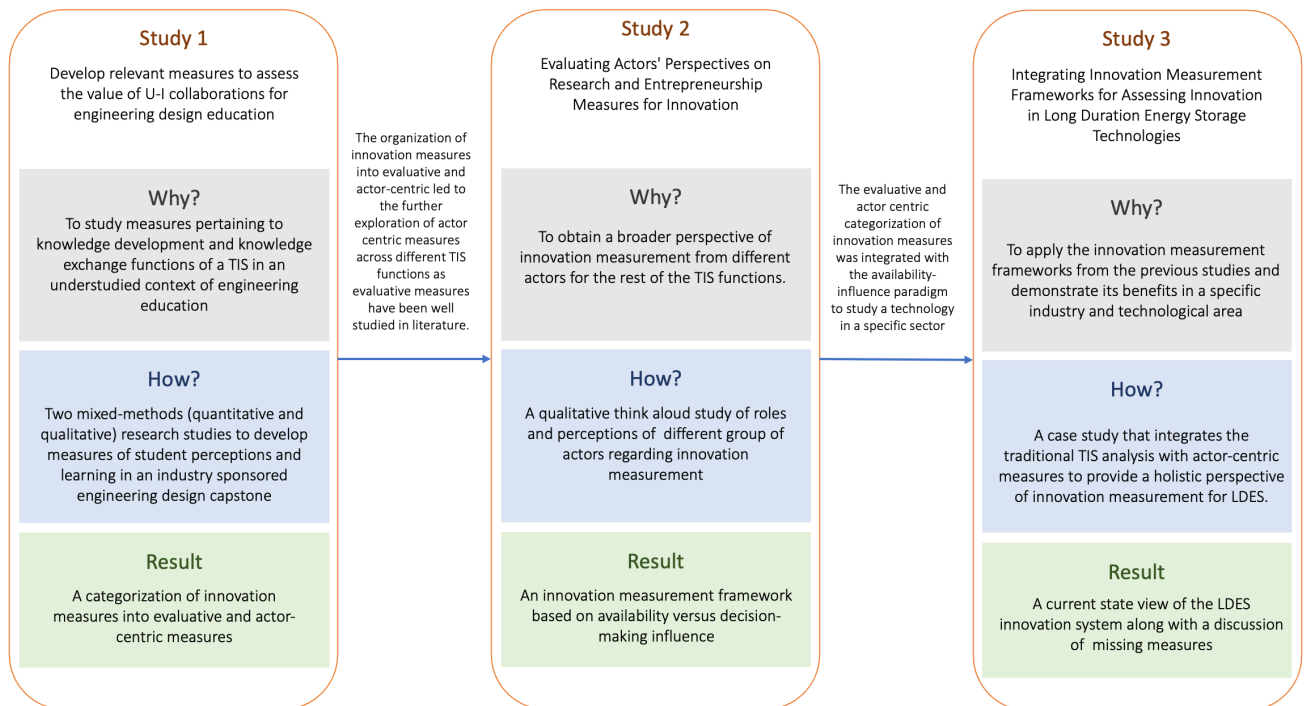 Study 1
Develop relevant measures to assess
the value of U-I collaborations for
engineering design education
Why?
To study measures pertaining to
knowledge development and knowledge
exchange functions of a TIS in an
understudied context of engineering
education
How?
Two mixed-methods (quantitative and
qualitative) research studies to develop
measures of student perceptions and
learning in an industry sponsored
engineering design capstone
Result
A categorization of innovation
measures into evaluative and actor-
centric measures
The organization of
innovation measures
into evaluative and
actor-centric led to
the further
exploration of actor
centric measures
across different TIS
functions as
evaluative measures
have been well
studied in literature.
Study 2
Evaluating Actors' Perspectives on
Research and Entrepreneurship
Measures for Innovation
Why?
To obtain a broader perspective of
innovation measurement from different
actors for the rest of the TIS functions.
How?
A qualitative think aloud study of roles
and perceptions of different group of
actors regarding innovation
measurement
Result
An innovation measurement framework
based on availability versus decision-
making influence
The evaluative and
actor centric
categorization of
innovation measures
was integrated with
the availability-
influence paradigm
to study a technology
in a specific sector
Study 3
Integrating Innovation Measurement
Frameworks for Assessing Innovation
in Long Duration Energy Storage
Technologies
Why?
To apply the innovation measurement
frameworks from the previous studies and
demonstrate its benefits in a specific
industry and technological area
How?
A case study that integrates the
traditional TIS analysis with actor-centric
measures to provide a holistic perspective
of innovation measurement for LDES.
Result
A current state view of the LDES
innovation system along with a discussion
of missing measures